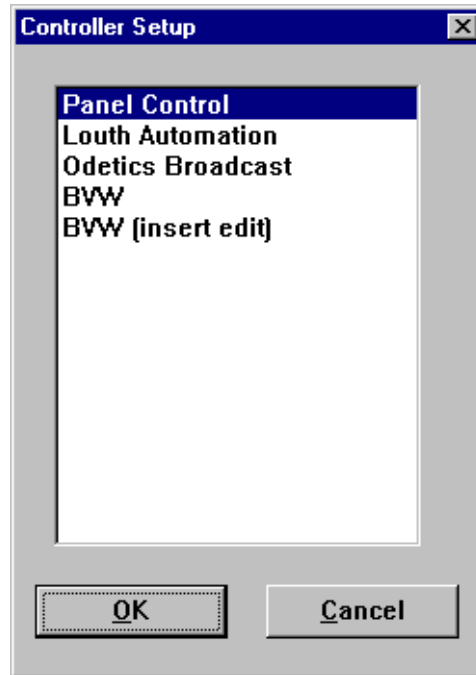 Controller Setup
Panel Control
Louth Automation
Odetics Broadcast
BVW
BVW (insert edit)
OK
Cancel